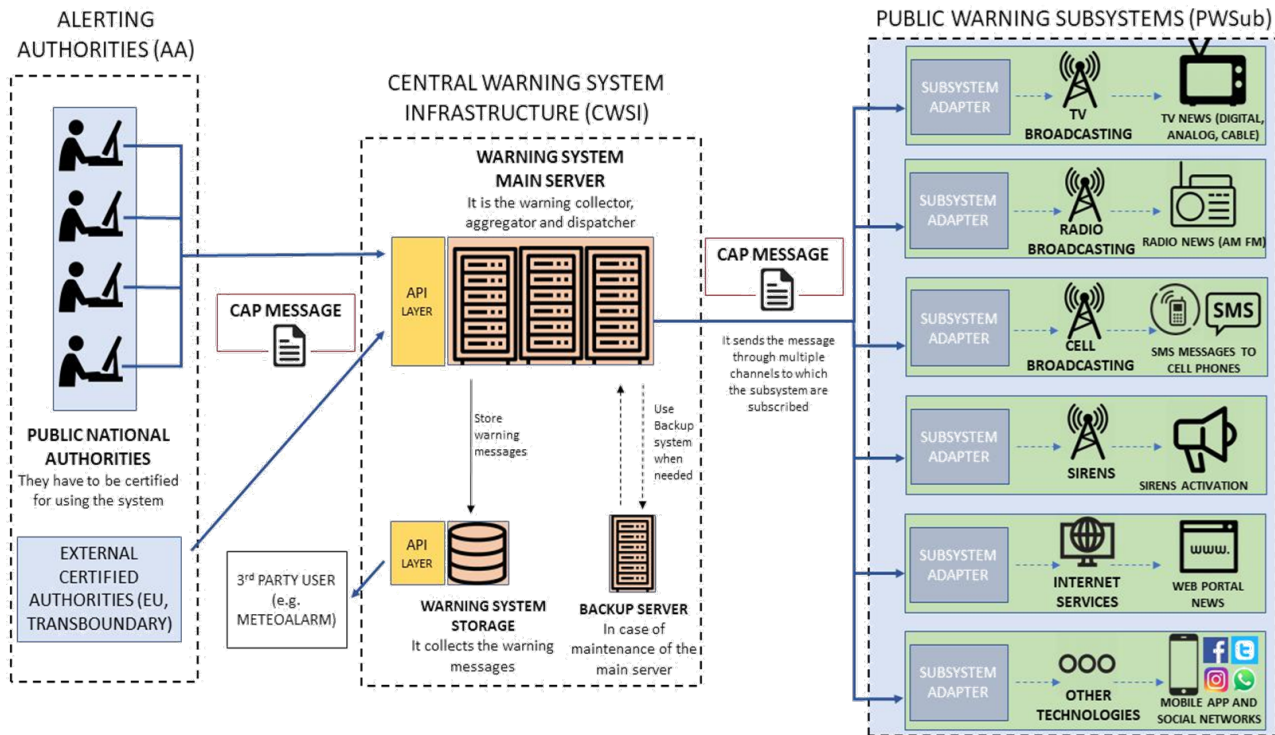 ALERTING
AUTHORITIES (AA)
PUBLIC NATIONAL
AUTHORITIES
They have to be certified
for using the system
EXTERNAL
CERTIFIED
AUTHORITIES (EU,
TRANSBOUNDARY)
CAP MESSAGE
3rd PARTY USER
(e.g.
METEOALARM)
CENTRAL WARNING SYSTEM
INFRASTRUCTURE (CWSI)
WARNING SYSTEM
MAIN SERVER
It is the warning collector,
aggregator and dispatcher
API
LAYER
Store
warning
messages
Use
Backup
system
when
needed
API
LAYER
WARNING SYSTEM
STORAGE
It collects the warning
messages
BACKUP SERVER
In case of
maintenance of the
main server
CAP MESSAGE
It sends the message
through multiple
channels to which
the subsystem are
subscribed
PUBLIC WARNING SUBSYSTEMS (PWSub)
SUBSYSTEM
ADAPTER
TV
BROADCASTING
TV NEWS (DIGITAL,
ANALOG, CABLE)
SUBSYSTEM
ADAPTER
RADIO
BROADCASTING
RADIO NEWS (AM FM)
SUBSYSTEM
ADAPTER
CELL
BROADCASTING
SMS
SMS MESSAGES TO
CELL PHONES
SUBSYSTEM
ADAPTER
SIRENS
SIRENS ACTIVATION
SUBSYSTEM
ADAPTER
INTERNET
SERVICES
www.
WEB PORTAL
NEWS
SUBSYSTEM
ADAPTER
OTHER
TECHNOLOGIES
MOBILE APP AND
SOCIAL NETWORKS